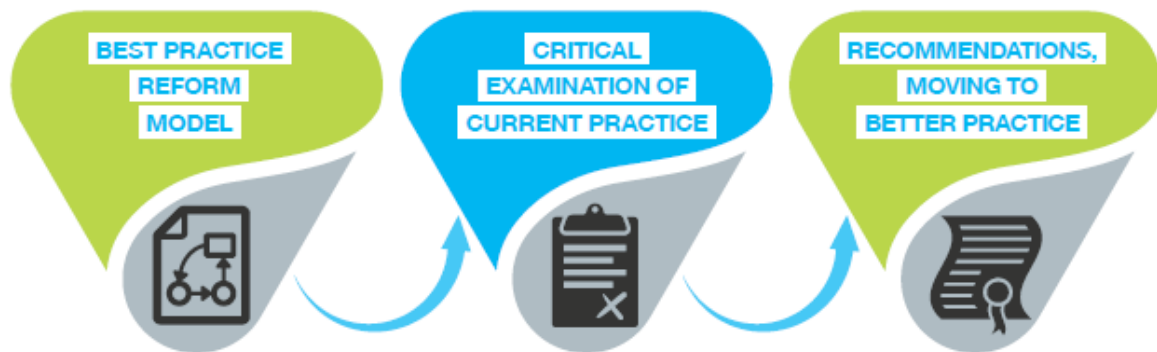 BEST PRACTICE
REFORM
MODEL
CRITICAL
EXAMINATION OF
CURRENT PRACTICE
RECOMMENDATIONS,
MOVING TO
BETTER PRACTICE